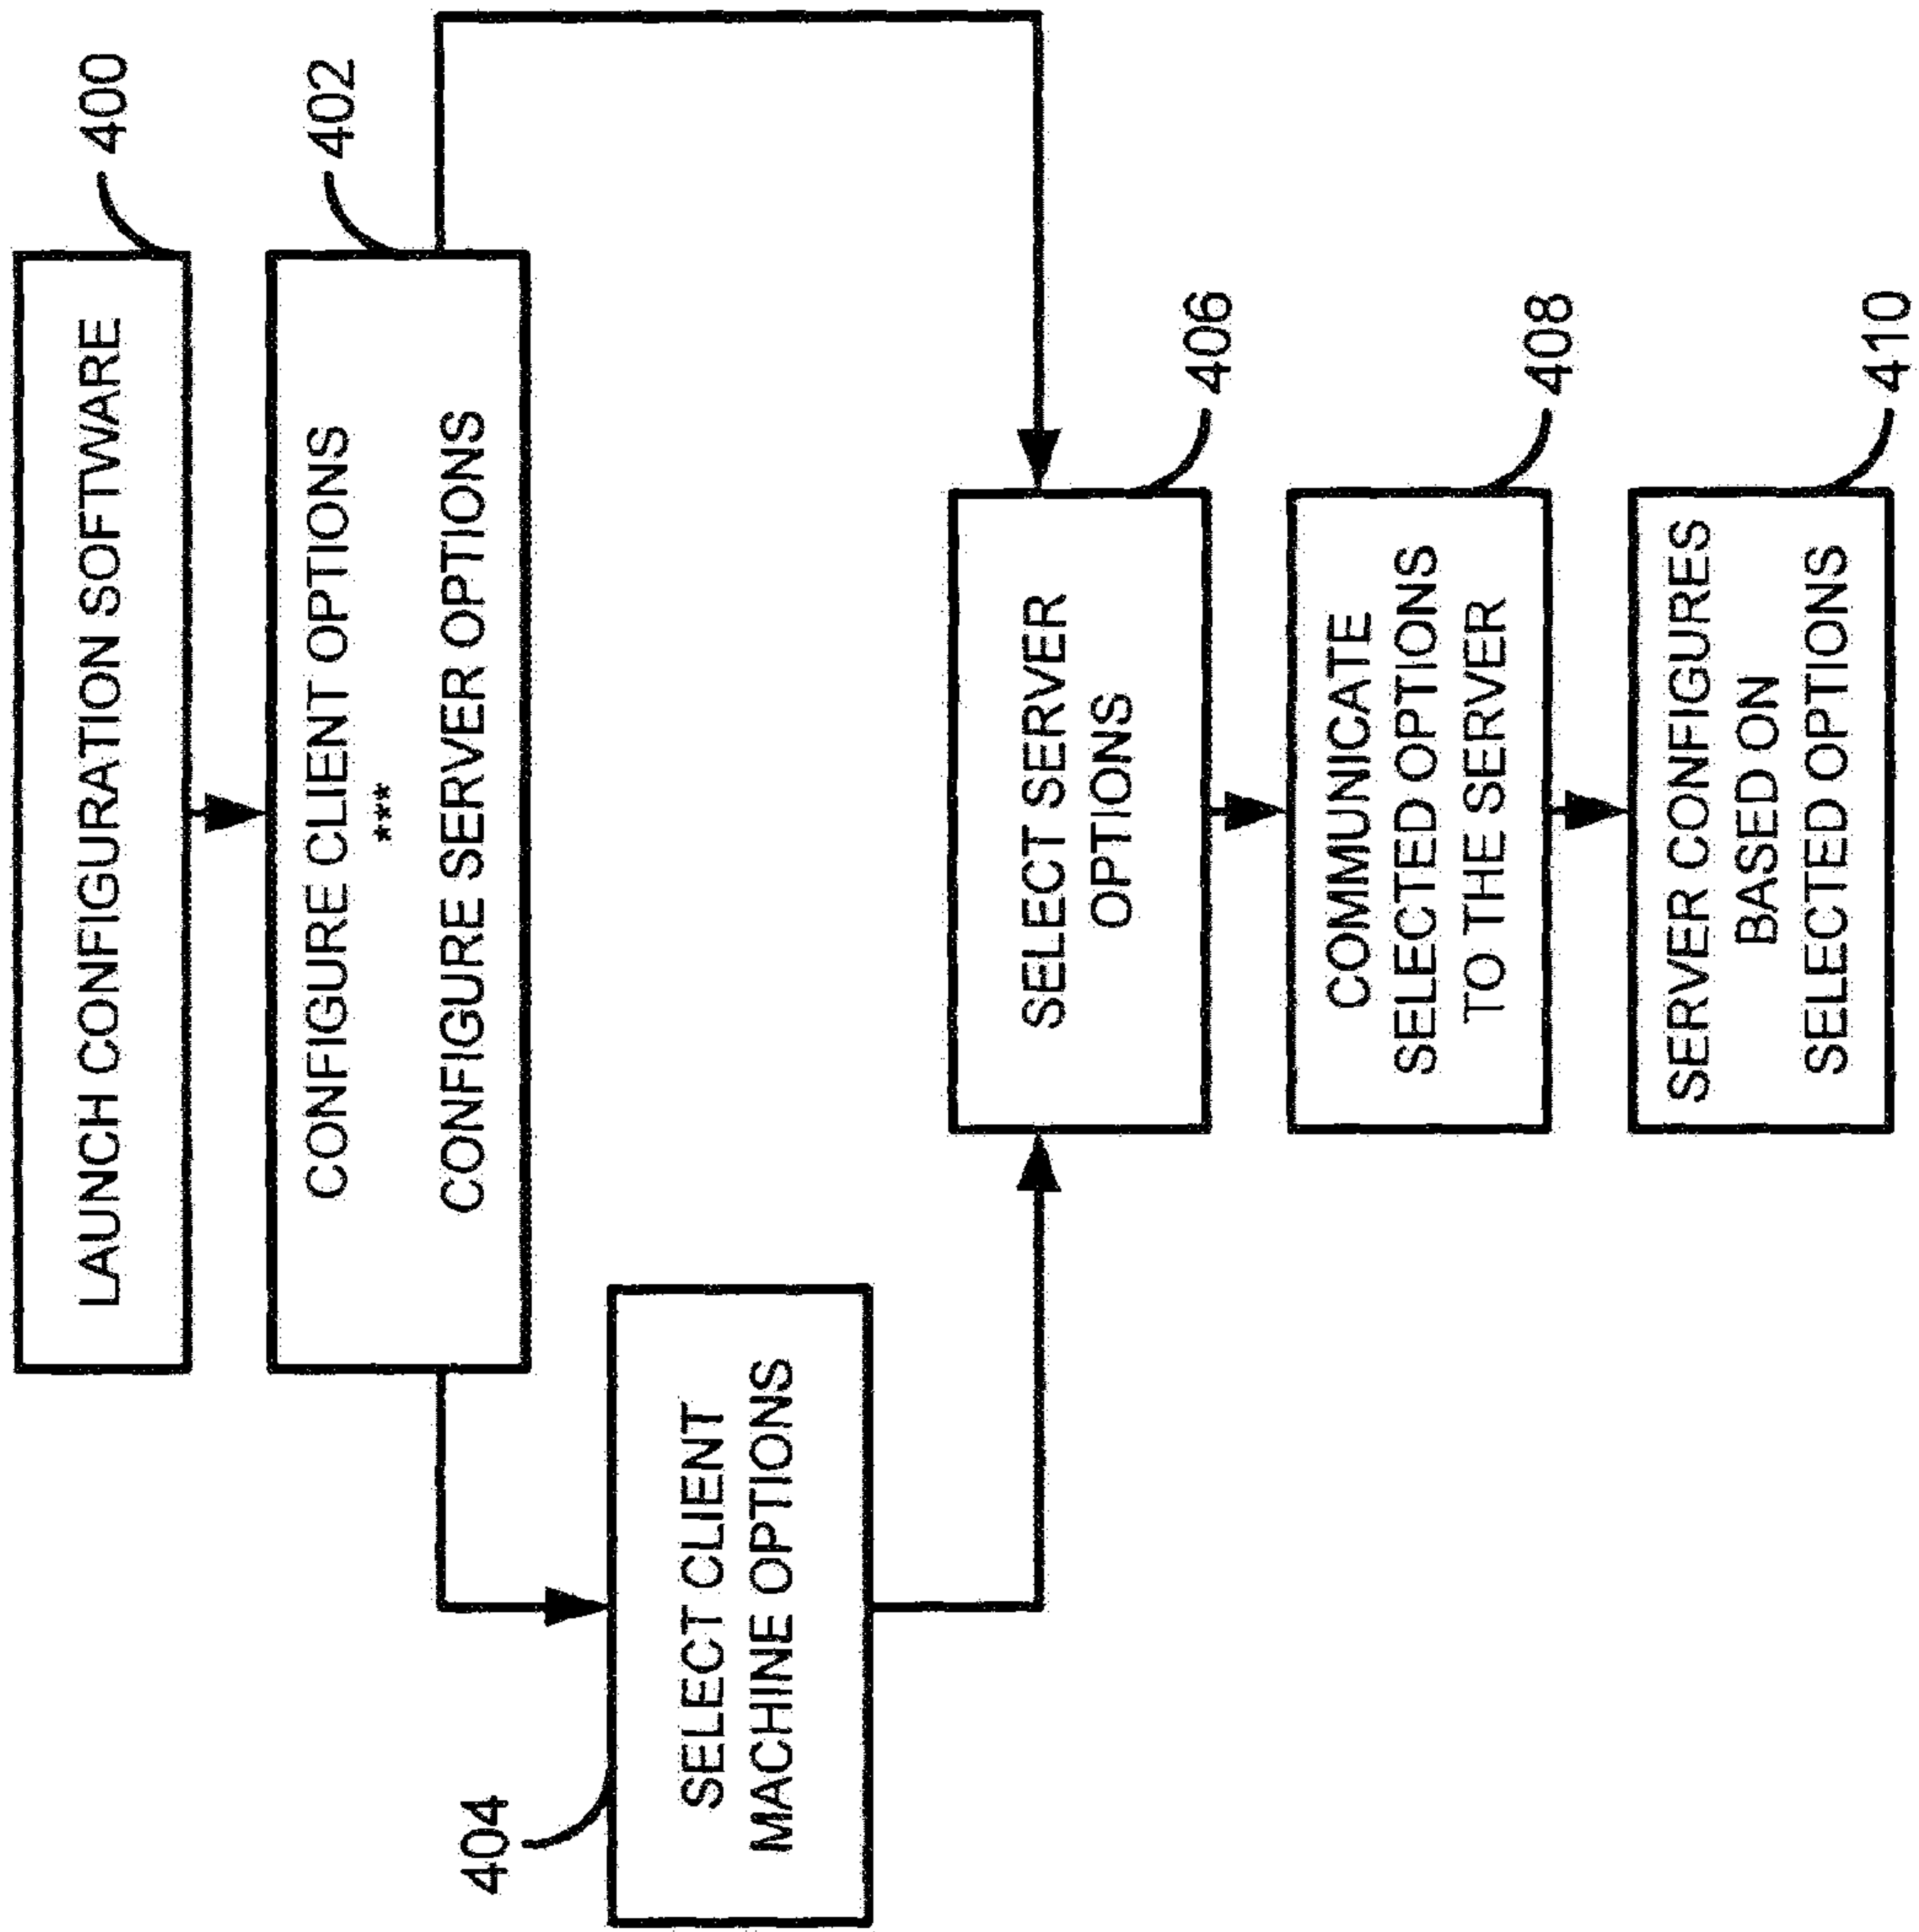 LAUNCH CONFIGURATION SOFTWARE
400
CONFIGURE CLIENT OPTIONS
***
CONFIGURE SERVER OPTIONS
402
404
SELECT CLIENT
MACHINE OPTIONS
SELECT SERVER
OPTIONS
406
COMMUNICATE
SELECTED OPTIONS
TO THE SERVER
408
SERVER CONFIGURES
BASED ON
SELECTED OPTIONS
410